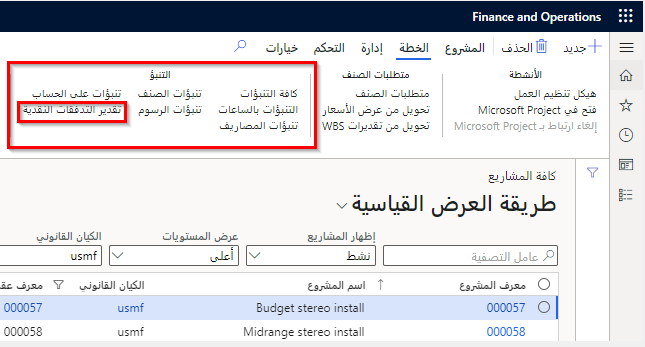 Finance and Operations
جديد
الحذف
المشروع
الخطة
إدارة
التحكم
خيارات
الأنشطة
هيكل تنظيم العمل
فتح في Microsoft Project
إلغاء ارتباط بـ Microsoft Project
متطلبات الصنف
متطلبات الصنف
تحويل من عرض الأسعار
تحويل من تقديرات WBS
التنبؤ
كافة التنبؤات
التنبؤات بالساعات
تنبؤات المصاريف
تنبؤات الصنف
تنبؤات الرسوم
تنبؤات على الحساب
تقدير التدفقات النقدية
كافة المشاريع
طريقة العرض القياسية
إظهار المشاريع
عرض المستويات
الكيان القانوني
عامل التصفية
نشط
أعلى
usmf
معرف المشروع
اسم المشروع
الكيان القانوني
معرف عقد
000057
Budget stereo install
usmf
000057
000058
Midrange stereo install
usmf
000058